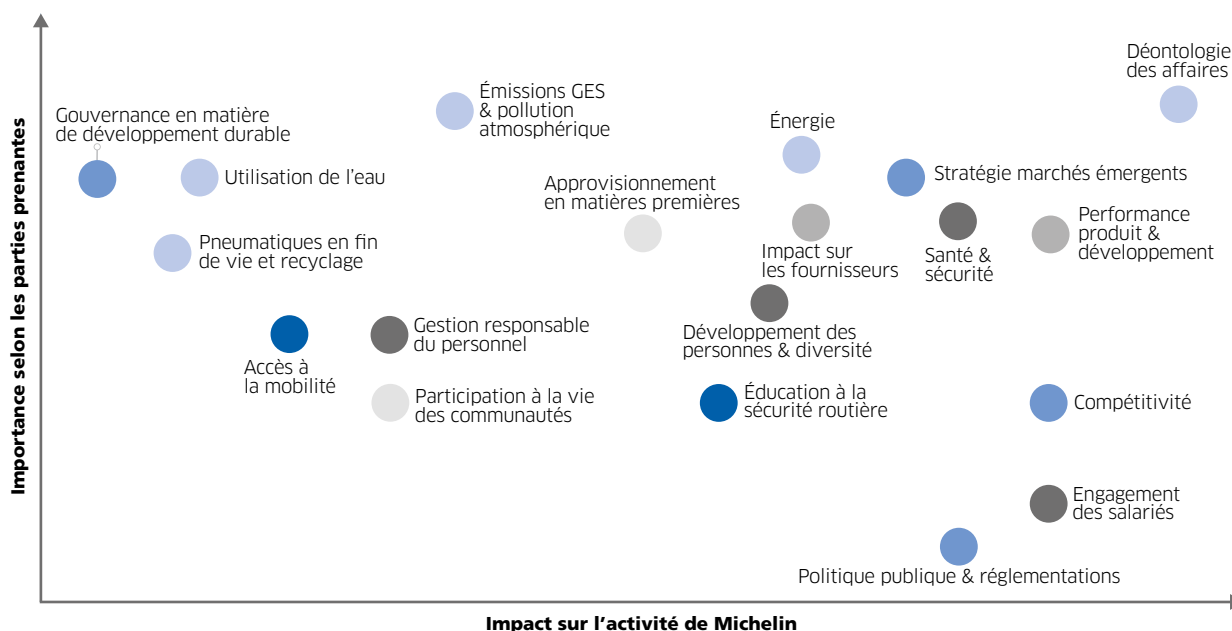 Importance selon les parties prenantes
Déontologie
des affaires
Émissions GES
& pollution
atmosphérique
Gouvernance en matière
de développement durable
Énergie
Utilisation de l'eau
Stratégie marchés émergents
Approvisionnement
en matières premières
Performance
produit &
développement
Pneumatiques en fin
de vie et recyclage
Impact sur
les fournisseurs
Santé &
sécurité
Gestion responsable
du personnel
Développement des
personnes & diversité
Accès à
la mobilité
Participation à la vie
des communautés
Éducation à la
sécurité routière
Compétitivité
Engagement
des salariés
Politique publique & réglementations
Impact sur l'activité de Michelin